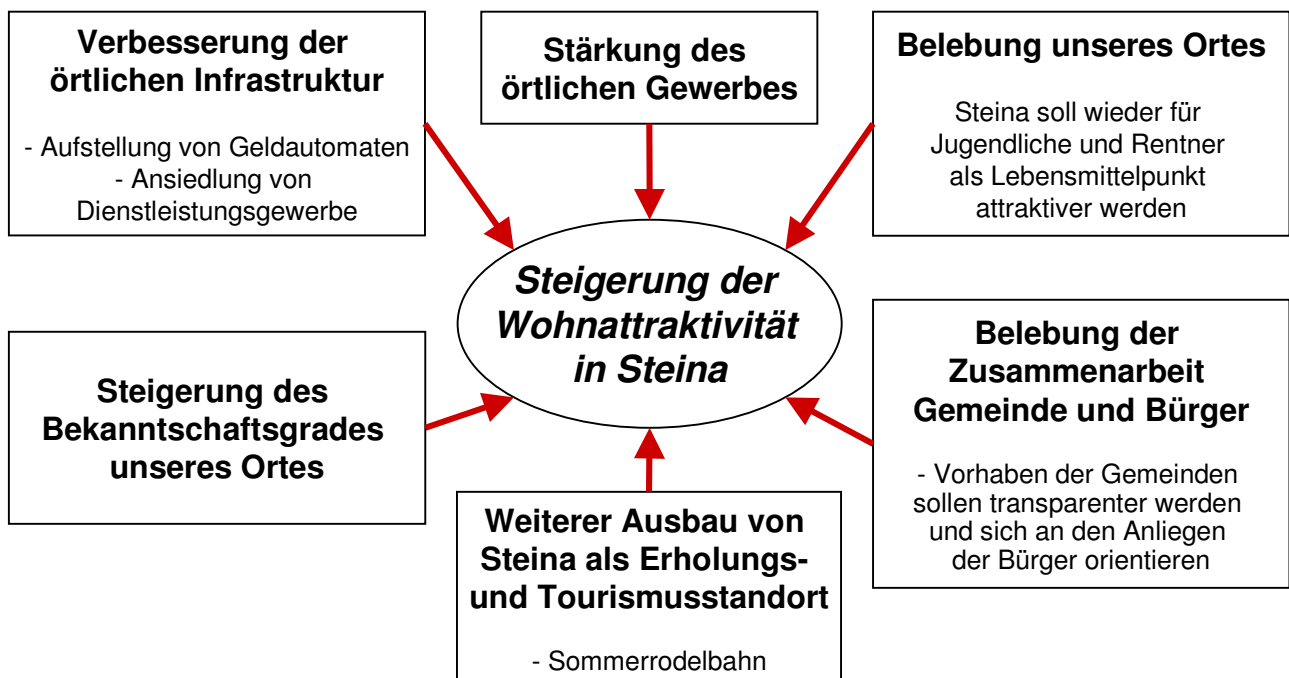 Verbesserung der
örtlichen Infrastruktur
- Aufstellung von Geldautomaten
- Ansiedlung von
Dienstleistungsgewerbe
Stärkung des
örtlichen Gewerbes
Belebung unseres Ortes
Steina soll wieder für
Jugendliche und Rentner
als Lebensmittelpunkt
attraktiver werden
Steigerung der
Wohnattraktivität
in Steina
Steigerung des
Bekanntschaftsgrades
unseres Ortes
Weiterer Ausbau von
Steina als Erholungs-
und Tourismusstandort
- Sommerrodelbahn
Belebung der
Zusammenarbeit
Gemeinde und Bürger
- Vorhaben der Gemeinden
sollen transparenter werden
und sich an den Anliegen
der Bürger orientieren